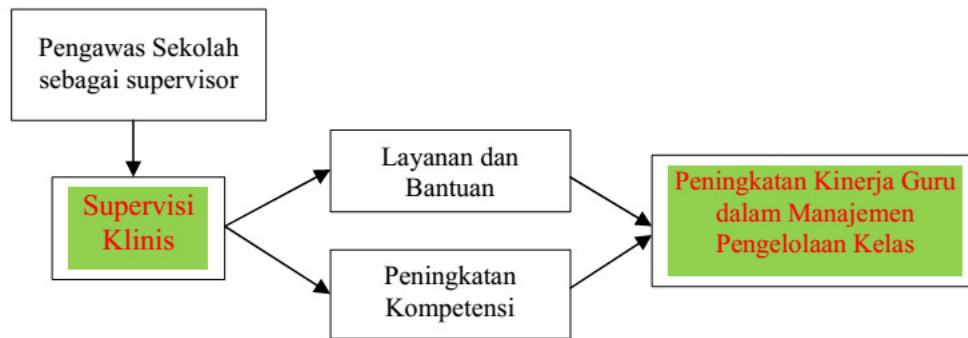 Pengawas Sekolah
sebagai supervisor
Supervisi
Klinis
Layanan dan
Bantuan
Peningkatan
Kompetensi
Peningkatan Kinerja Guru
dalam Manajemen
Pengelolaan Kelas